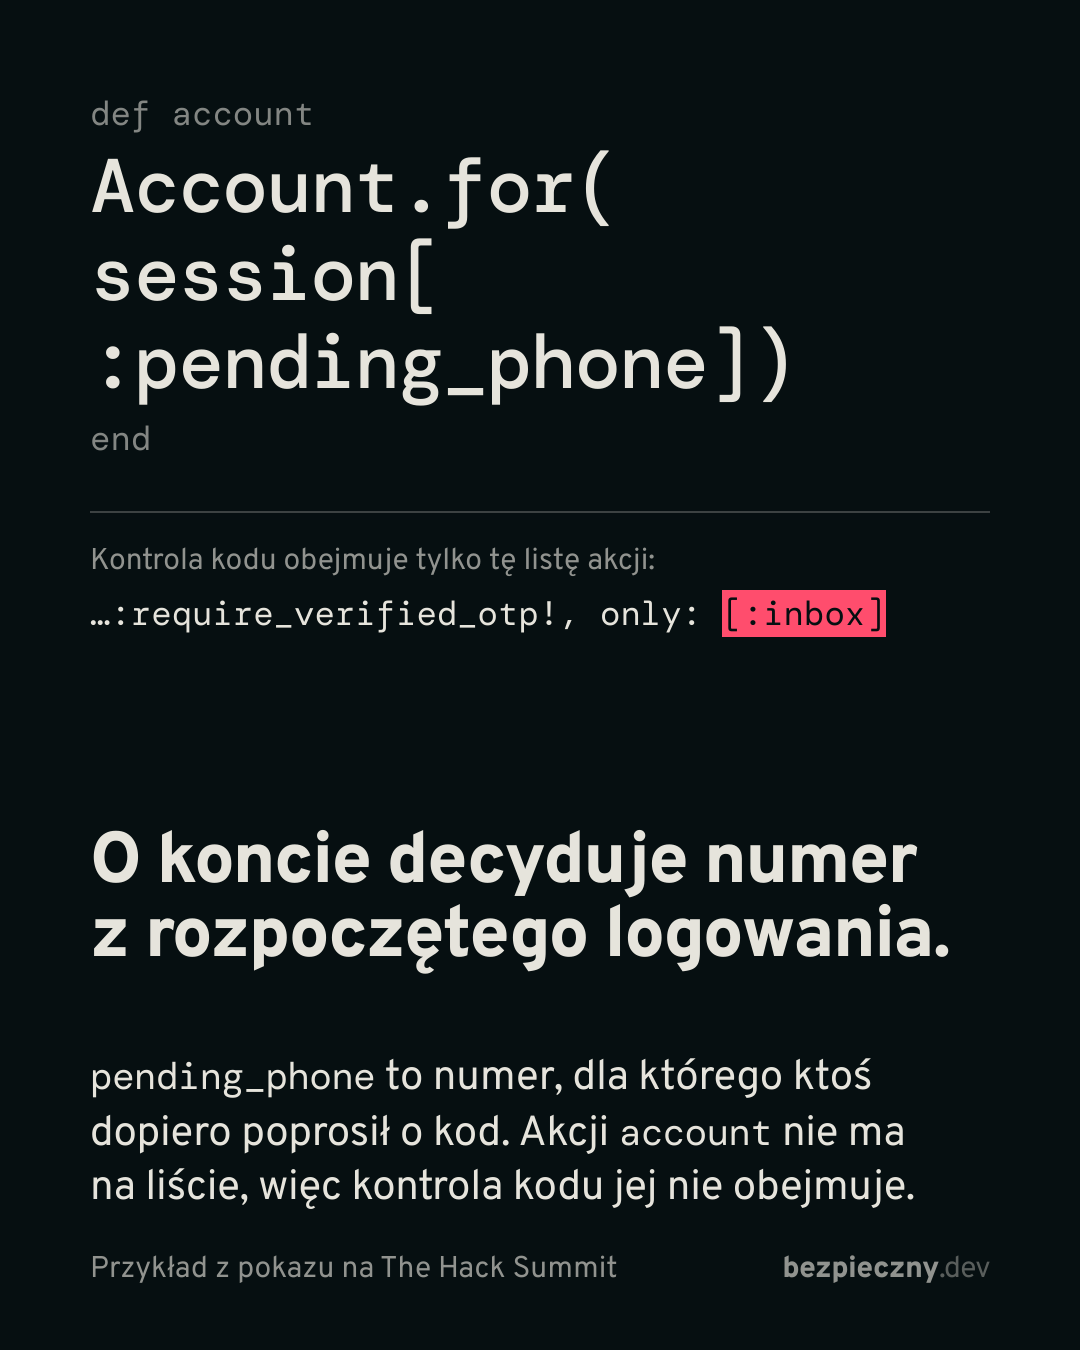 def account
Account.for(
session[
:pending_phone])
end
Kontrola kodu obejmuje tylko tę listę akcji:
…:require_verified_otp!, only: [:inbox]
O koncie decyduje numer
z rozpoczętego logowania.
pending_phone to numer, dla którego ktoś
dopiero poprosił o kod. Akcji account nie ma
na liście, więc kontrola kodu jej nie obejmuje.
Przykład z pokazu na The Hack Summit
bezpieczny.dev